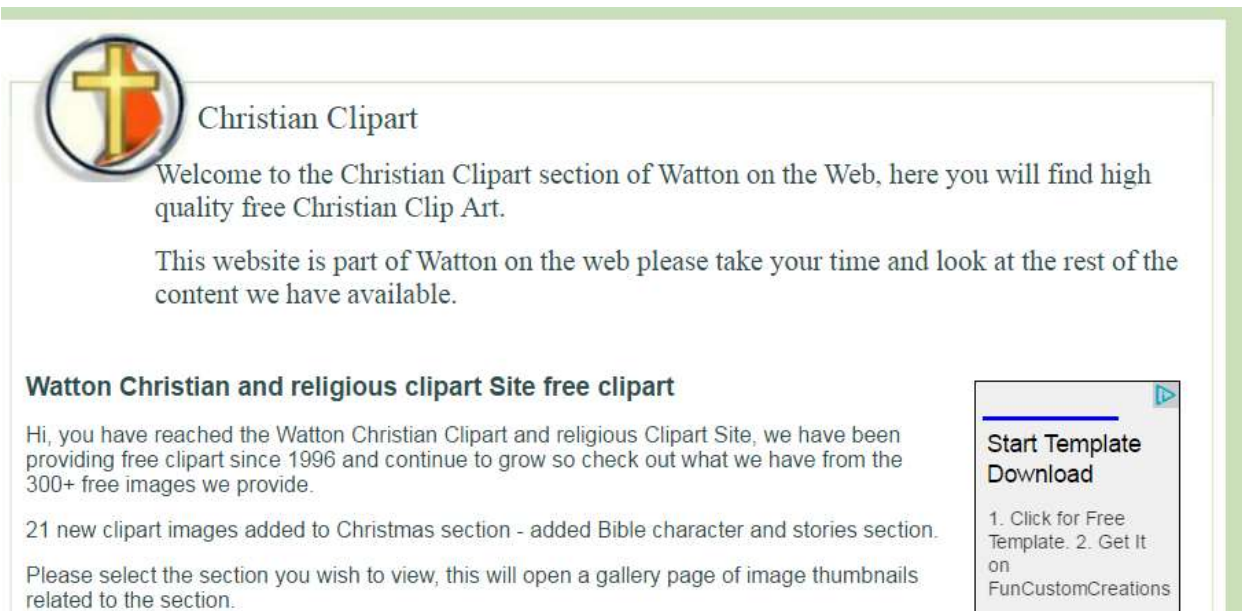 Christian Clipart
Welcome to the Christian Clipart section of Watton on the Web, here you will find high
quality free Christian Clip Art.
This website is part of Watton on the web please take your time and look at the rest of the
content we have available.
Watton Christian and religious clipart Site free clipart
Hi, you have reached the Watton Christian Clipart and religious Clipart Site, we have been
providing free clipart since 1996 and continue to grow so check out what we have from the
300+ free images we provide.
21 new clipart images added to Christmas section - added Bible character and stories section.
Please select the section you wish to view, this will open a gallery page of image thumbnails
related to the section.
Start Template
Download
1. Click for Free
Template. 2. Get It
on
FunCustomCreations